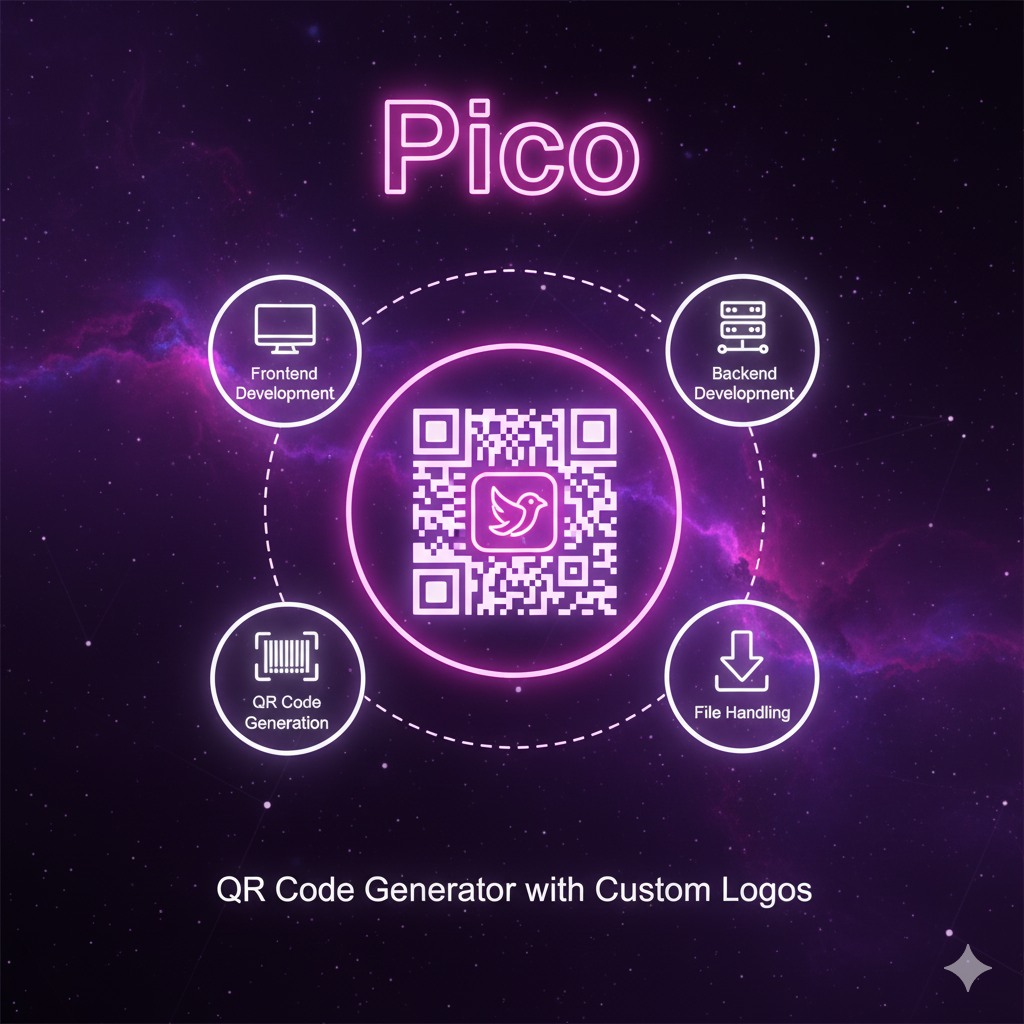 Pico
Frontend
Development
Backend
Development
QR Code
Generation
File Handling
QR Code Generator with Custom Logos